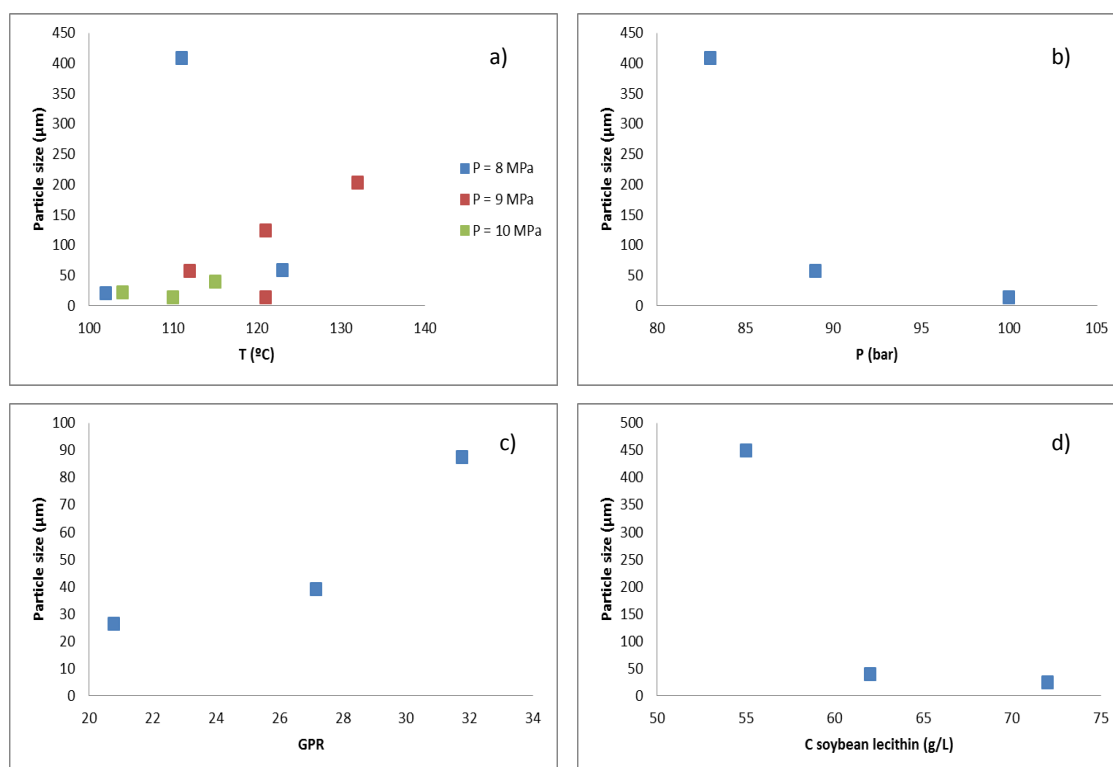 a)
450
400
350
300
250
200
150
100
50
0
Particle size (µm)
100 110 120 130 140
T (ºC)
P = 8 MPa
P = 9 MPa
P = 10 MPa
b)
450
400
350
300
250
200
150
100
50
0
Particle size (µm)
80 85 90 95 100 105
P (bar)
c)
100
90
80
70
60
50
40
30
20
10
0
Particle size (µm)
20 22 24 26 28 30 32 34
GPR
d)
500
450
400
350
300
250
200
150
100
50
0
Particle size (µm)
50 55 60 65 70 75
C soybean lecithin (g/L)